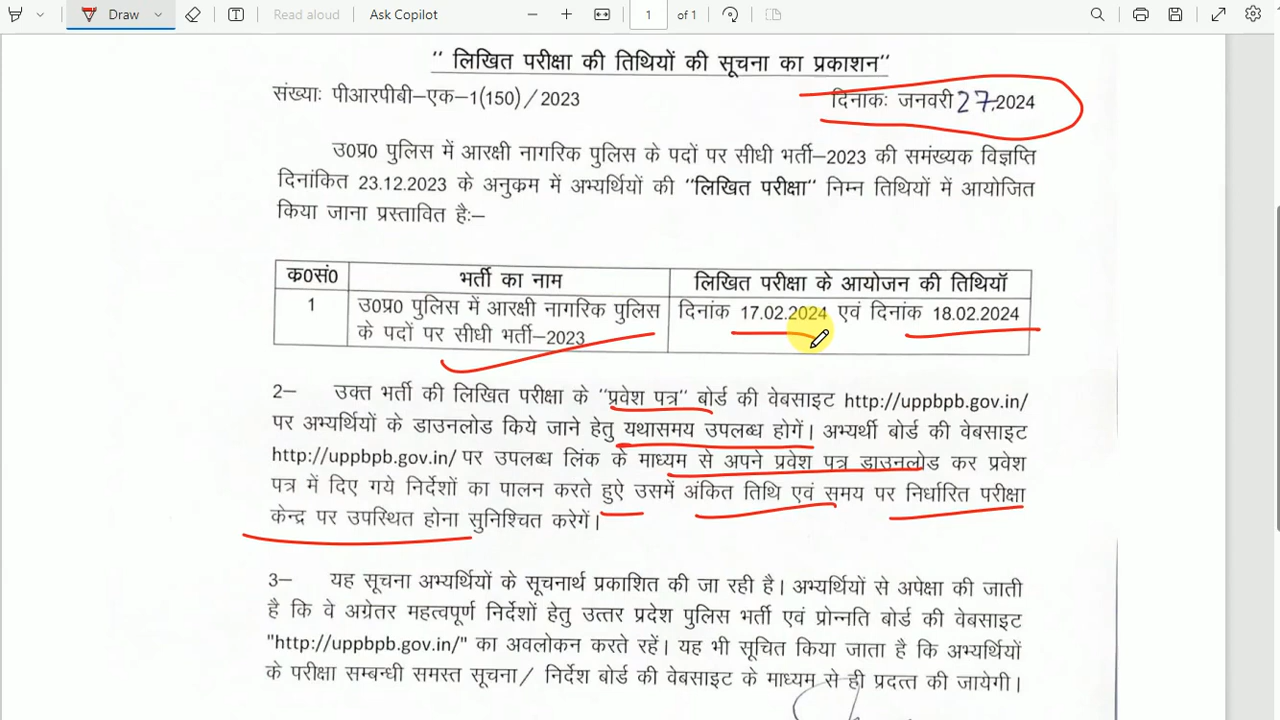 Draw
Read aloud
Ask Copilot
1
of 1
" लिखित परीक्षा की तिथियों की सूचना का प्रकाशन"
संख्याः पीआरपीबी–एक–1(150)/2023
दिनाकः जनवरी 27.2024
उ0प्र0 पुलिस में आरक्षी नागरिक पुलिस के पदों पर सीधी भर्ती–2023 की समंख्यक विज्ञप्ति
दिनांकित 23.12.2023 के अनुकम में अभ्यर्थियों की "लिखित परीक्षा" निम्न तिथियों में आयोजित
किया जाना प्रस्तावित हैः–
क0सं0
भर्ती का नाम
लिखित परीक्षा के आयोजन की तिथियॉ
1
उ0प्र0 पुलिस में आरक्षी नागरिक पुलिस
के पदों पर सीधी भर्ती–2023
दिनांक 17.02.2024 एवं दिनांक 18.02.2024
2– उक्त भर्ती की लिखित परीक्षा के "प्रवेश पत्र" बोर्ड की वेबसाइट http://uppbpb.gov.in/
पर अभ्यर्थियों के डाउनलोड किये जाने हेतु यथासमय उपलब्ध होगें। अभ्यर्थी बोर्ड की वेबसाइट
http://uppbpb.gov.in/ पर उपलब्ध लिंक के माध्यम से अपने प्रवेश पत्र डाउनलोड कर प्रवेश
पत्र में दिए गये निर्देशों का पालन करते हुऐ उसमें अंकित तिथि एवं समय पर निर्धारित परीक्षा
केन्द्र पर उपस्थित होना सुनिश्चित करेगें।
3– यह सूचना अभ्यर्थियों के सूचनार्थ प्रकाशित की जा रही है। अभ्यर्थियों से अपेक्षा की जाती
है कि वे अग्रेतर महत्वपूर्ण निर्देशों हेतु उत्तर प्रदेश पुलिस भर्ती एवं प्रोन्नति बोर्ड की वेबसाइट
"http://uppbpb.gov.in/" का अवलोकन करते रहें। यह भी सूचित किया जाता है कि अभ्यर्थियों
के परीक्षा सम्बन्धी समस्त सूचना/ निर्देश बोर्ड की वेबसाइट के माध्यम से ही प्रदत्त की जायेगी।